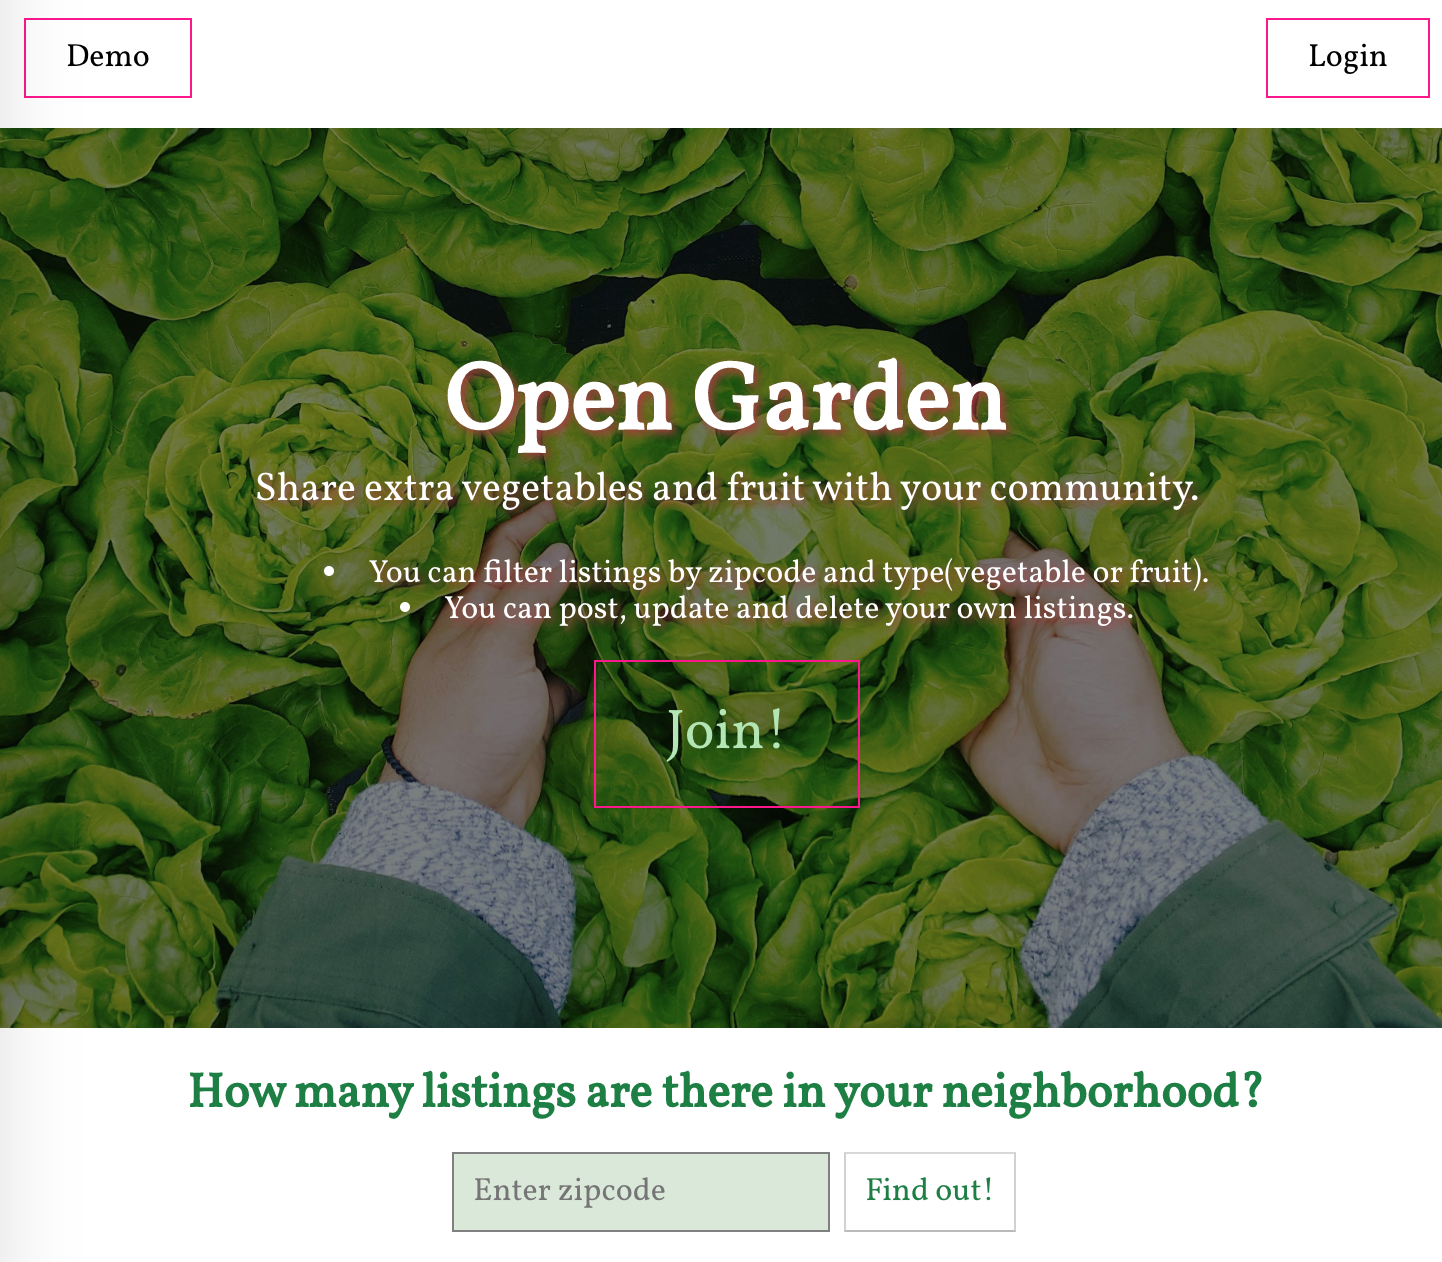 Demo
Login
Open Garden
Share extra vegetables and fruit with your community.
• You can filter listings by zipcode and type(vegetable or fruit).
• You can post, update and delete your own listings.
Join!
How many listings are there in your neighborhood?
Enter zipcode
Find out!